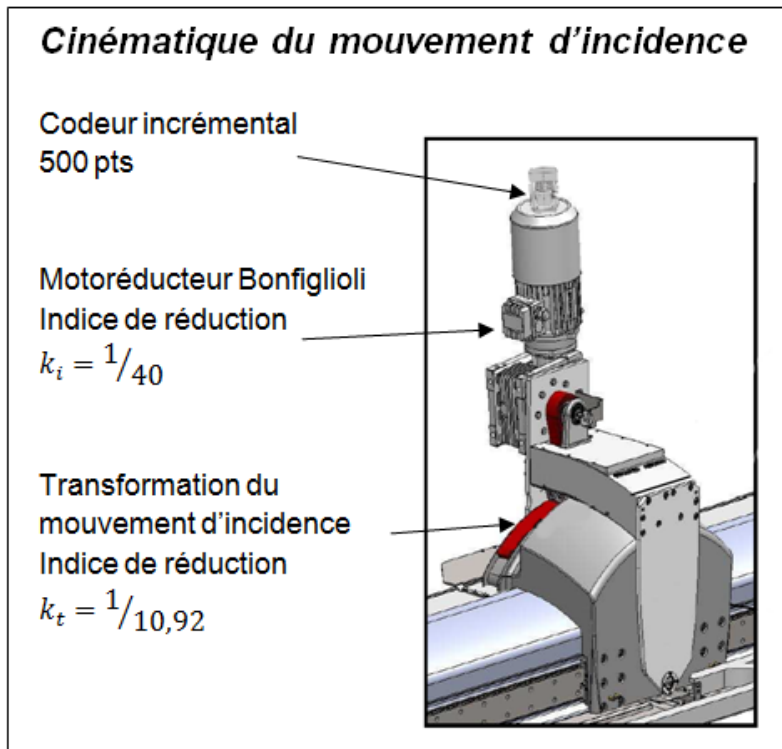 Cinématique du mouvement d'incidence
Codeur incrémental
500 pts
Motoréducteur Bonfiglioli
Indice de réduction
k_i = 1/40
Transformation du
mouvement d'incidence
Indice de réduction
k_t = 1/10,92